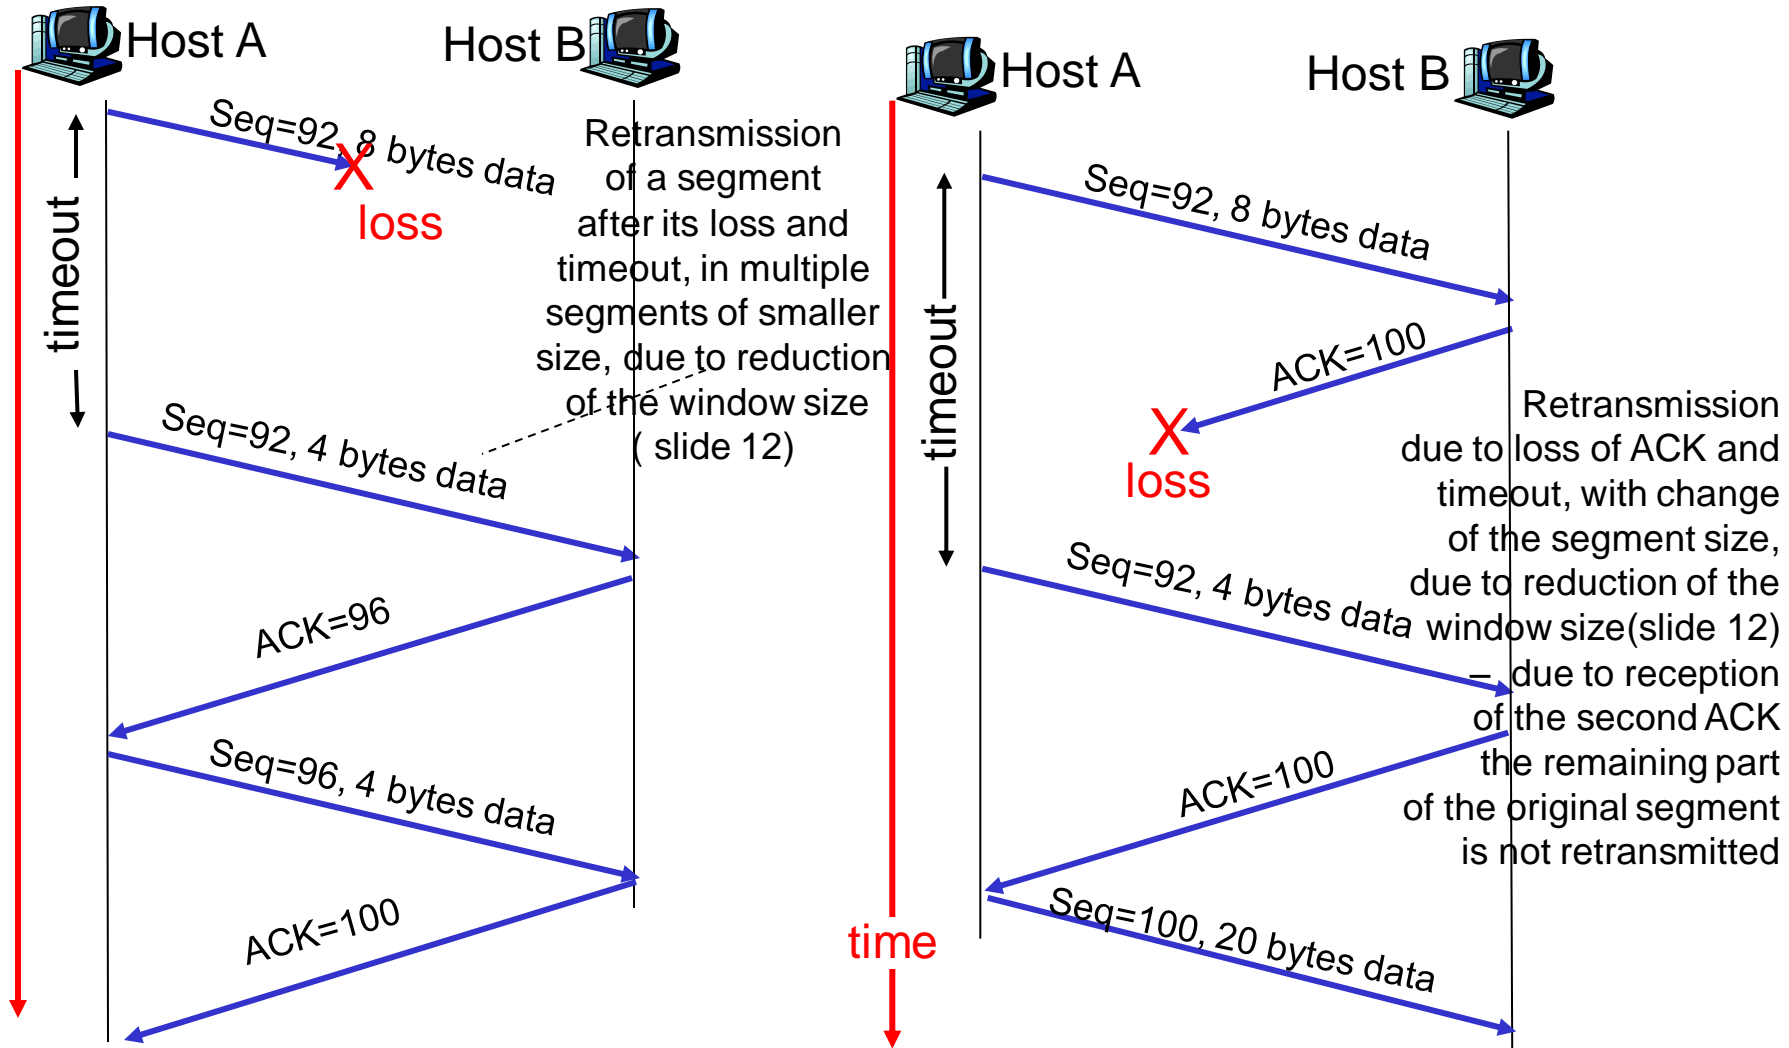 Host A
Host B
Seq=92, 8 bytes data
X
loss
timeout
Retransmission
of a segment
after its loss and
timeout, in multiple
segments of smaller
size, due to reduction
of the window size
( slide 12)
Seq=92, 4 bytes data
ACK=96
Seq=96, 4 bytes data
ACK=100
Host A
Host B
Seq=92, 8 bytes data
timeout
ACK=100
X
loss
Retransmission
due to loss of ACK and
timeout, with change
of the segment size,
due to reduction of the
window size(slide 12)
– due to reception
of the second ACK
the remaining part
of the original segment
is not retransmitted
Seq=92, 4 bytes data
ACK=100
Seq=100, 20 bytes data
time